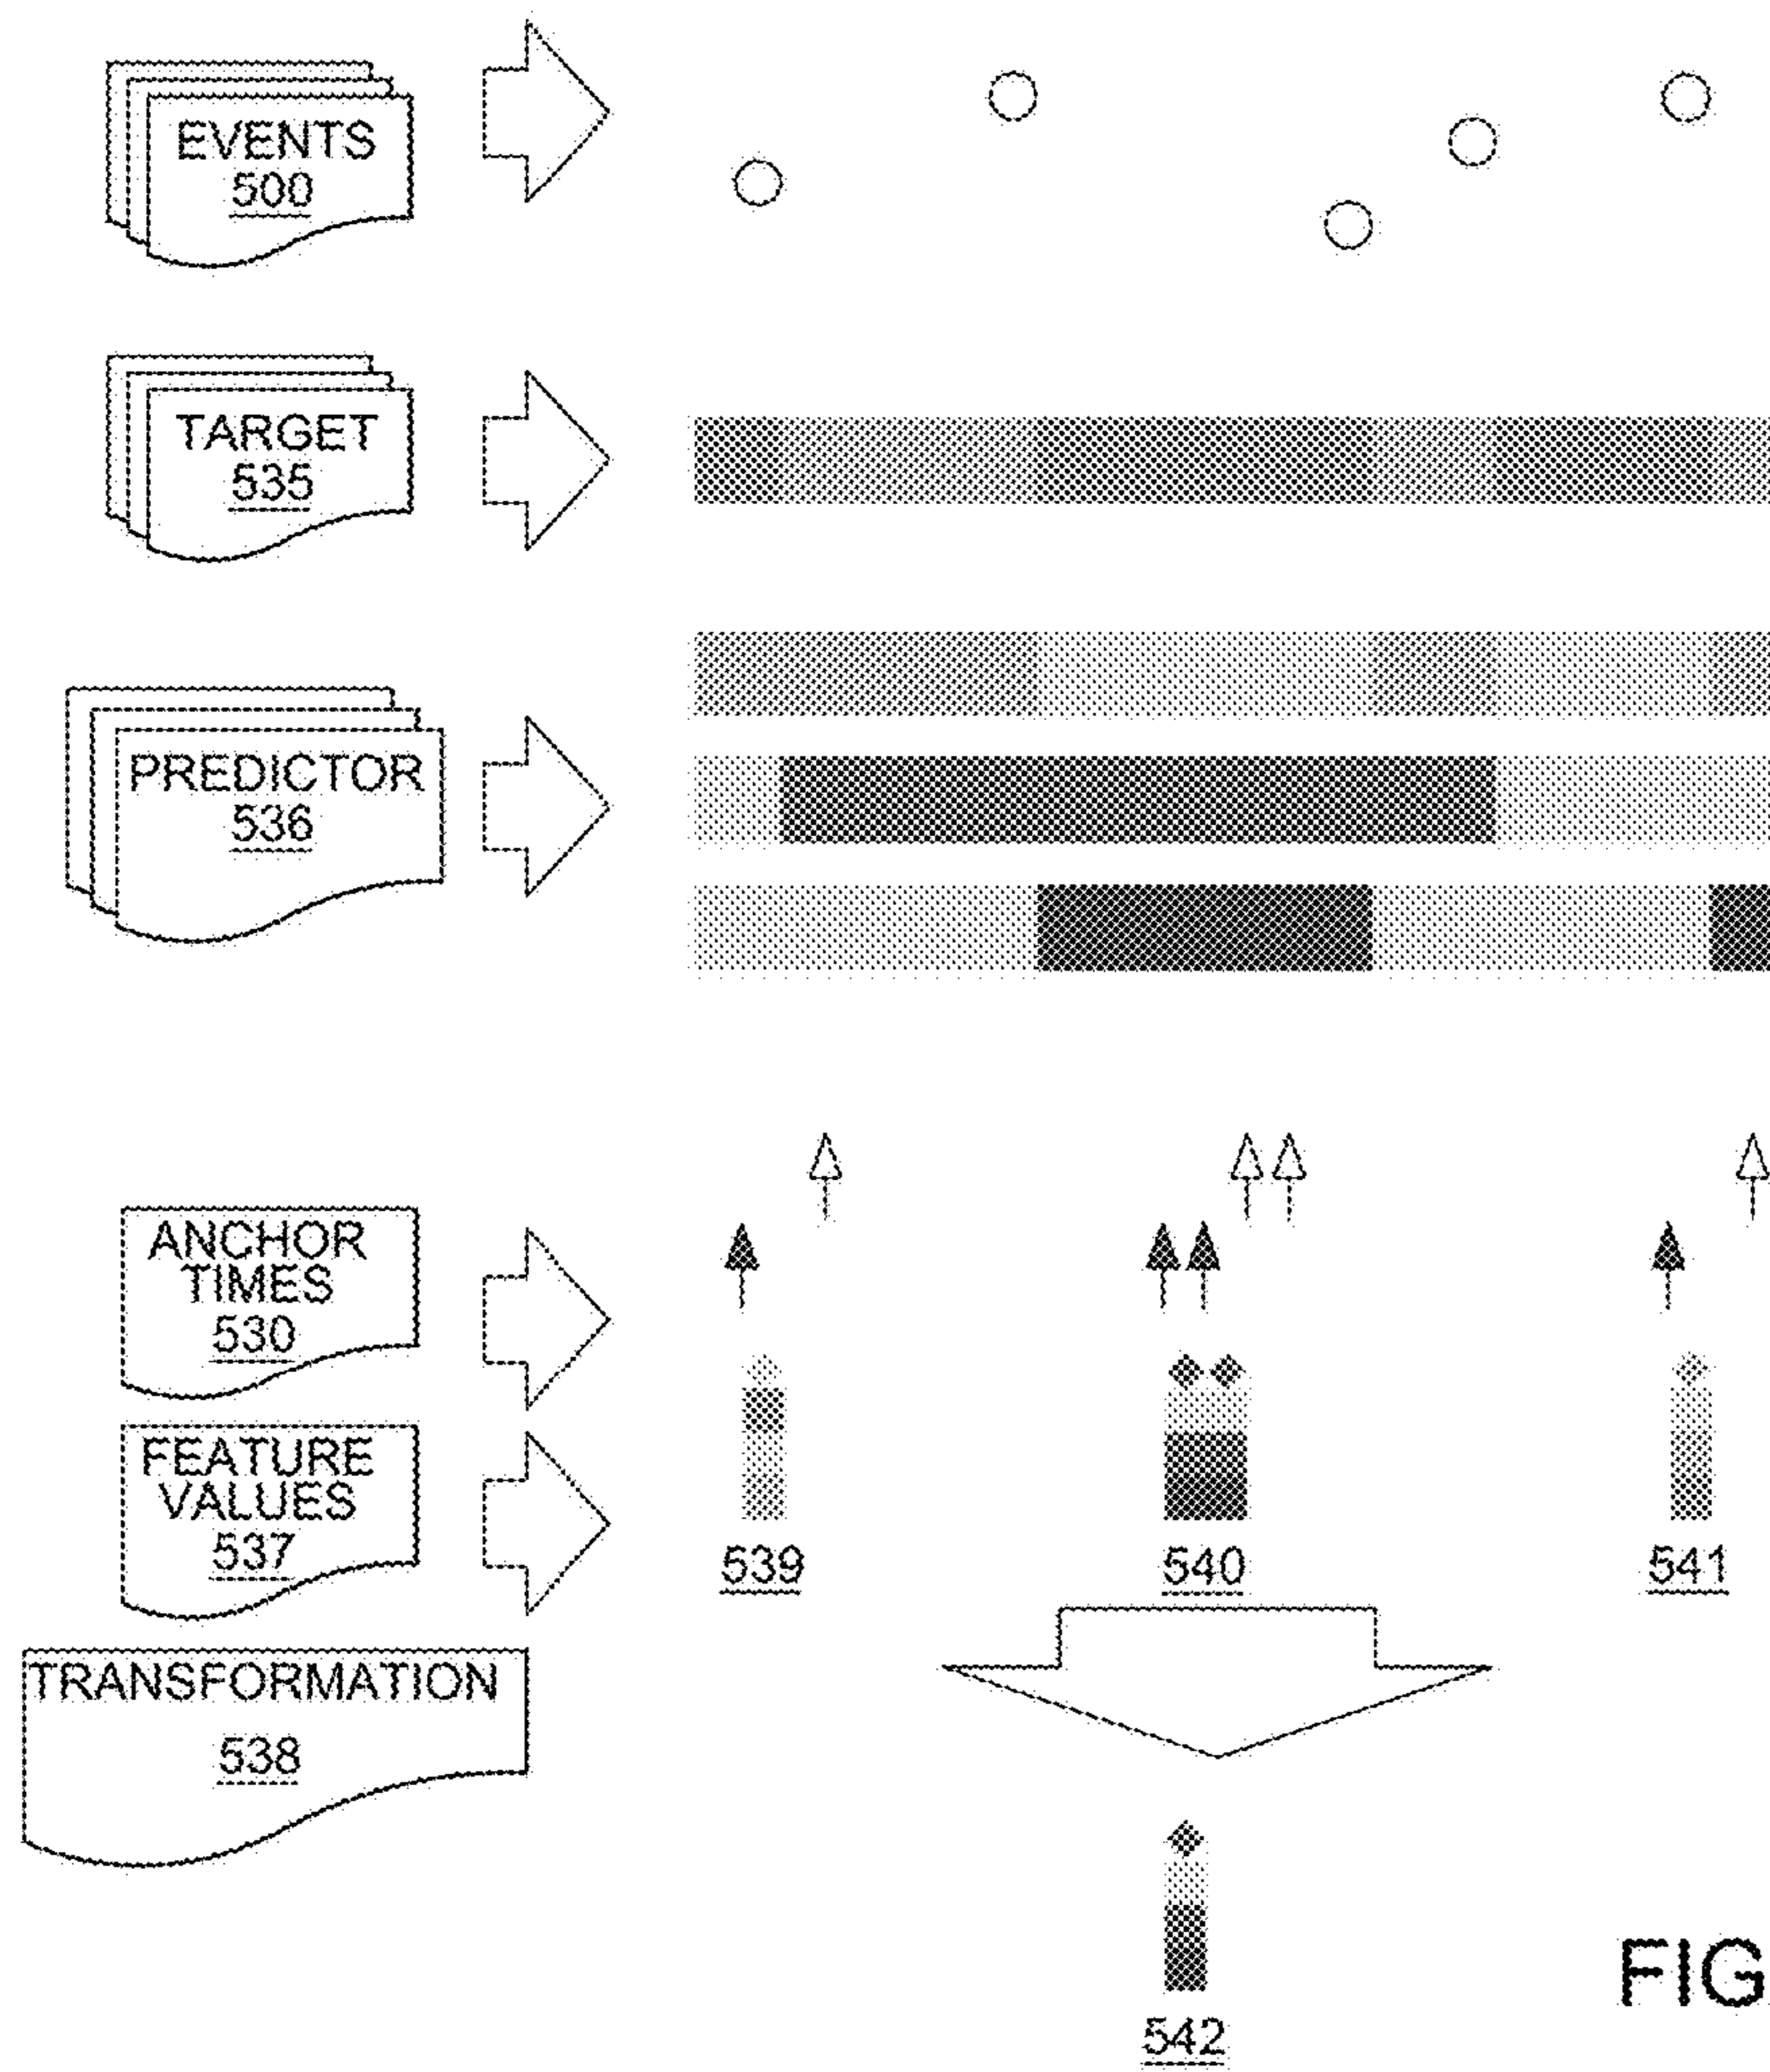 EVENTS
500
TARGET
535
PREDICTOR
536
ANCHOR
TIMES
530
FEATURE
VALUES
537
539
540
541
TRANSFORMATION
538
542
FIG